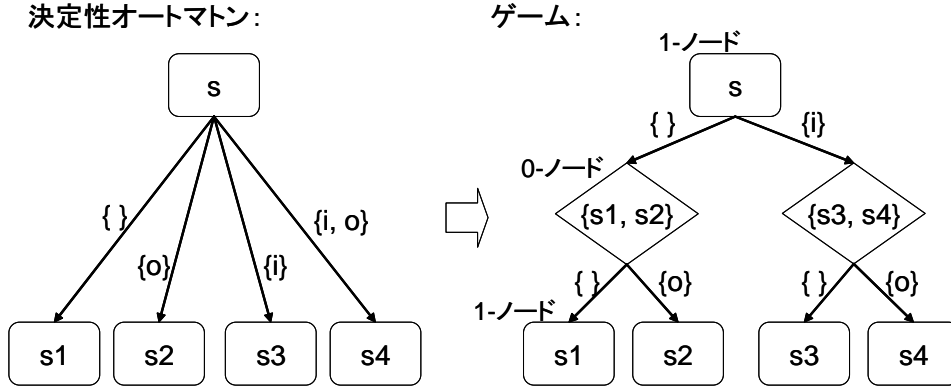 決定性オートマトン:
s
{ }
{o}
{i}
{i, o}
s1
s2
s3
s4
ゲーム:
1-ノード
s
{ }
{i}
0-ノード
{s1, s2}
{s3, s4}
{ }
{o}
{ }
{o}
1-ノード
s1
s2
s3
s4